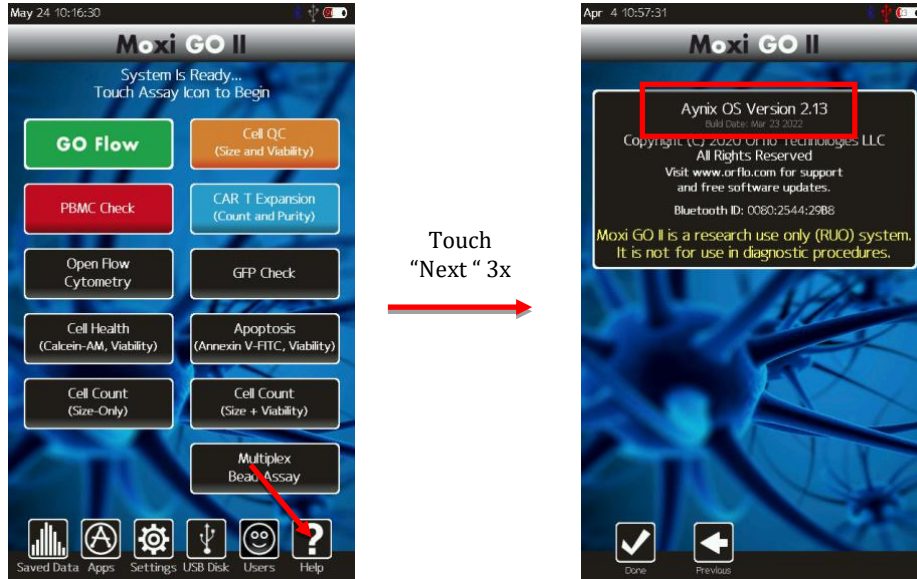 May 24 10:16:30
Moxi GO II
System Is Ready...
Touch Assay Icon to Begin
GO Flow
Cell QC
(Size and Viability)
PBMC Check
CAR T Expansion
(Count and Purity)
Open Flow
Cytometry
GFP Check
Cell Health
(Calcein-AM, Viability)
Apoptosis
(Annexin V-FITC, Viability)
Cell Count
(Size-Only)
Cell Count
(Size + Viability)
Multiplex
Bead Assay
Saved Data Apps Settings USB Disk Users Help
Touch
“Next “ 3x
Apr 4 10:57:31
Moxi GO II
Aynix OS Version 2.13
Build Date: Mar 23 2022
Copyright (C) 2020 Orflo Technologies LLC
All Rights Reserved
Visit www.orflo.com for support
and free software updates.
Bluetooth ID: 0080:2544:29B8
Moxi GO II is a research use only (RUO) system.
It is not for use in diagnostic procedures.
Done Previous